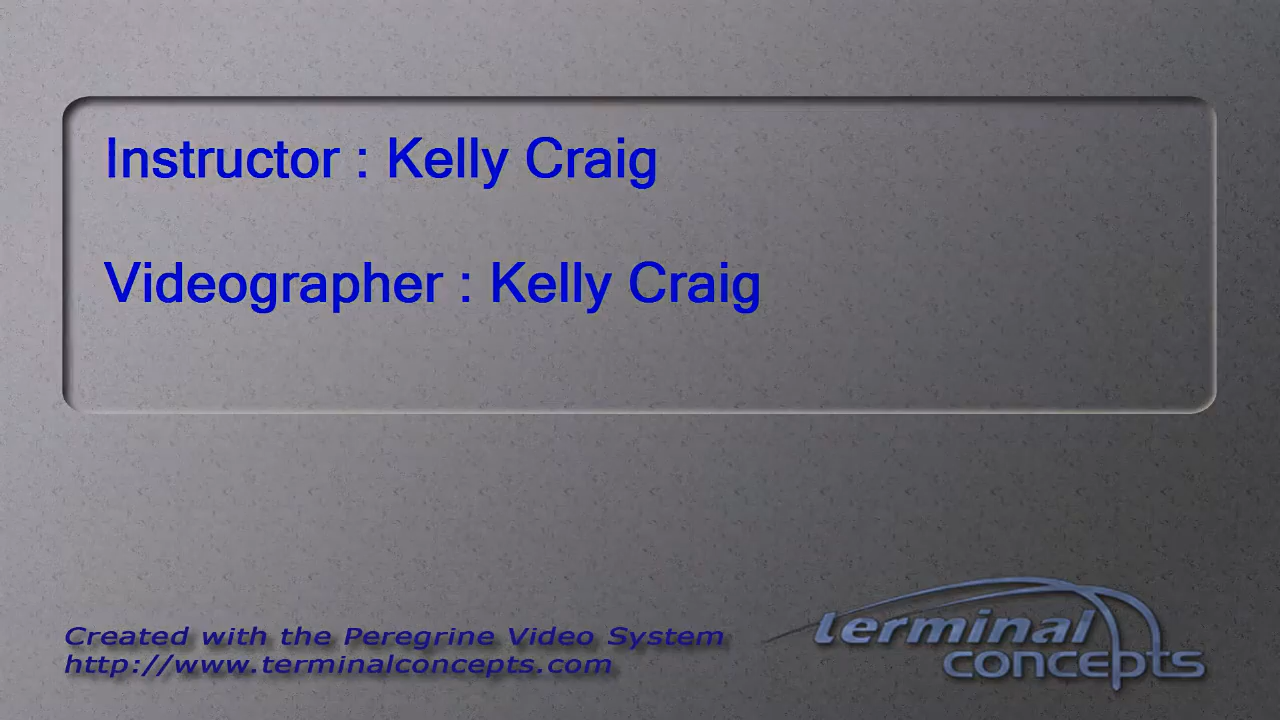 Instructor : Kelly Craig
Videographer : Kelly Craig
Created with the Peregrine Video System
http://www.terminalconcepts.com
terminal
concepts